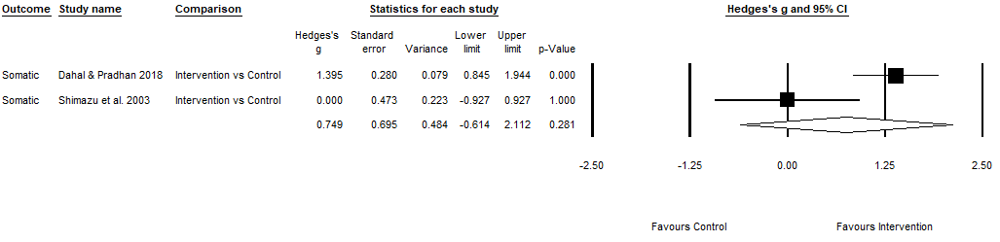 Outcome Study name Comparison Statistics for each study Hedges's g and 95% CI
Hedges's Standard Lower Upper
g error Variance limit limit p-Value
Somatic Dahal & Pradhan 2018 Intervention vs Control 1.395 0.280 0.079 0.845 1.944 0.000
Somatic Shimazu et al. 2003 Intervention vs Control 0.000 0.473 0.223 -0.927 0.927 1.000
0.749 0.695 0.484 -0.614 2.112 0.281
-2.50 -1.25 0.00 1.25 2.50
Favours Control Favours Intervention